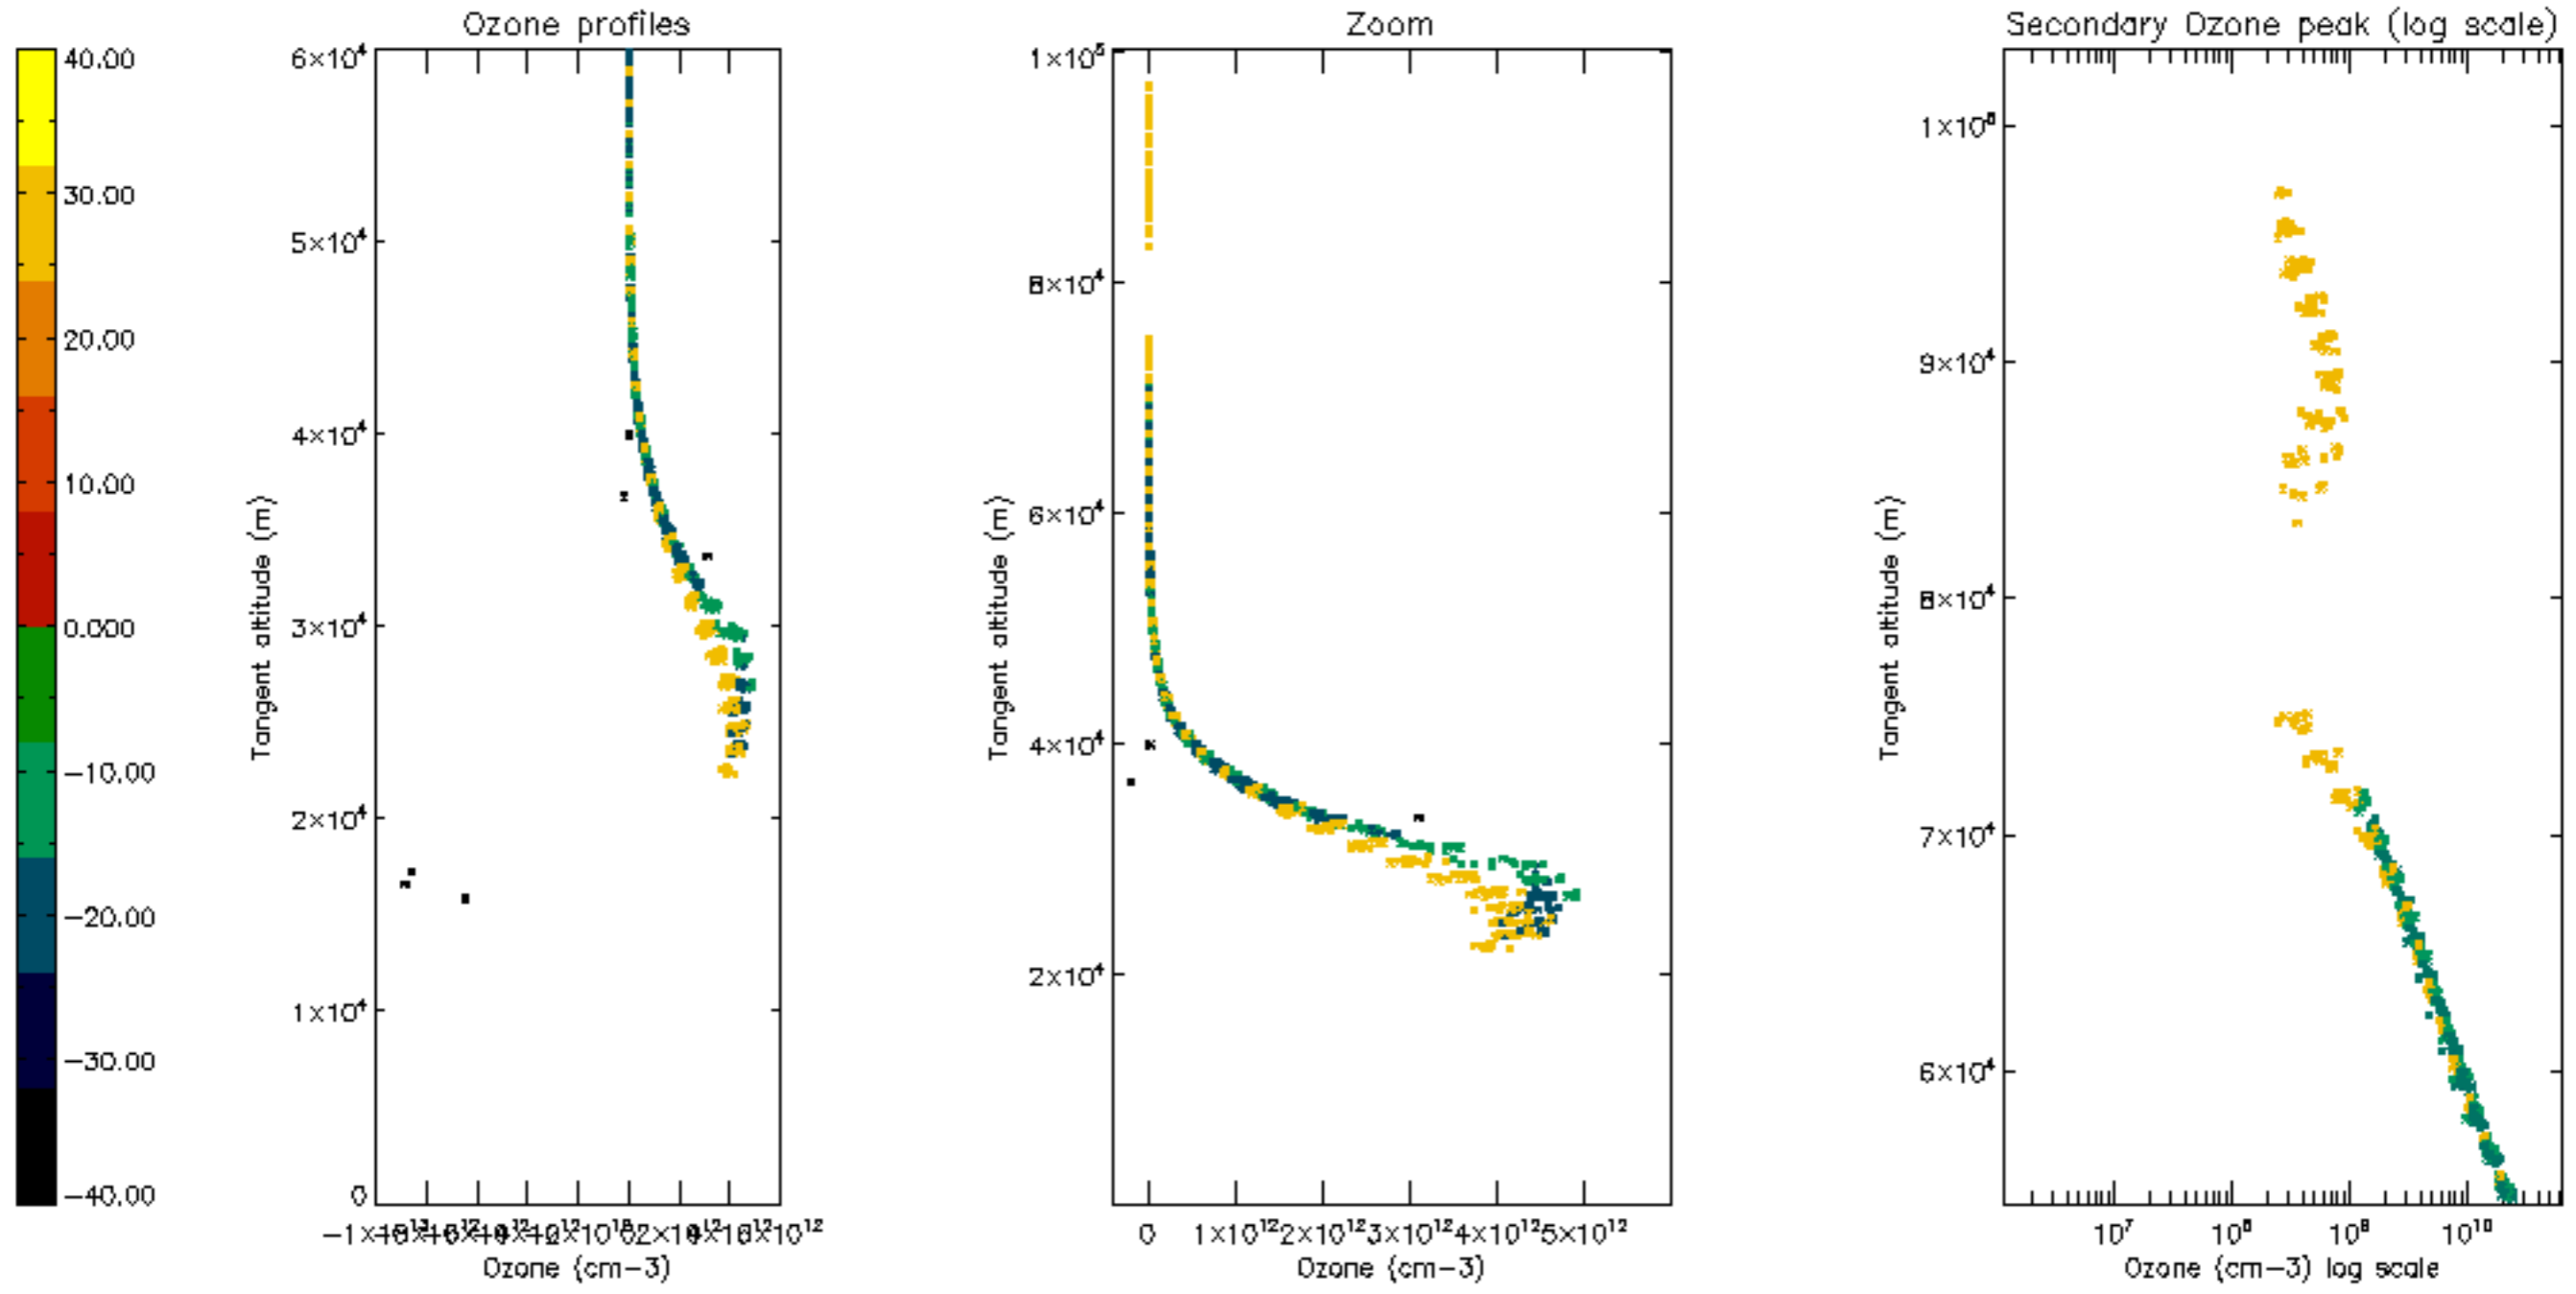 Ozone profiles
Zoom
Secondary Ozone peak (log scale)
40.00
30.00
20.00
10.00
0.00
−10.00
−20.00
−30.00
−40.00
6×10⁴
5×10⁴
4×10⁴
3×10⁴
2×10⁴
1×10⁴
0
Tangent altitude (m)
6×10¹²
Ozone (cm−3)
1×10⁵
8×10⁴
6×10⁴
4×10⁴
2×10⁴
Tangent altitude (m)
0 1×10¹² 2×10¹² 3×10¹² 4×10¹² 5×10¹²
Ozone (cm−3)
1×10⁵
9×10⁴
8×10⁴
7×10⁴
6×10⁴
Tangent altitude (m)
10⁷ 10⁸ 10⁹ 10¹⁰
Ozone (cm−3) log scale